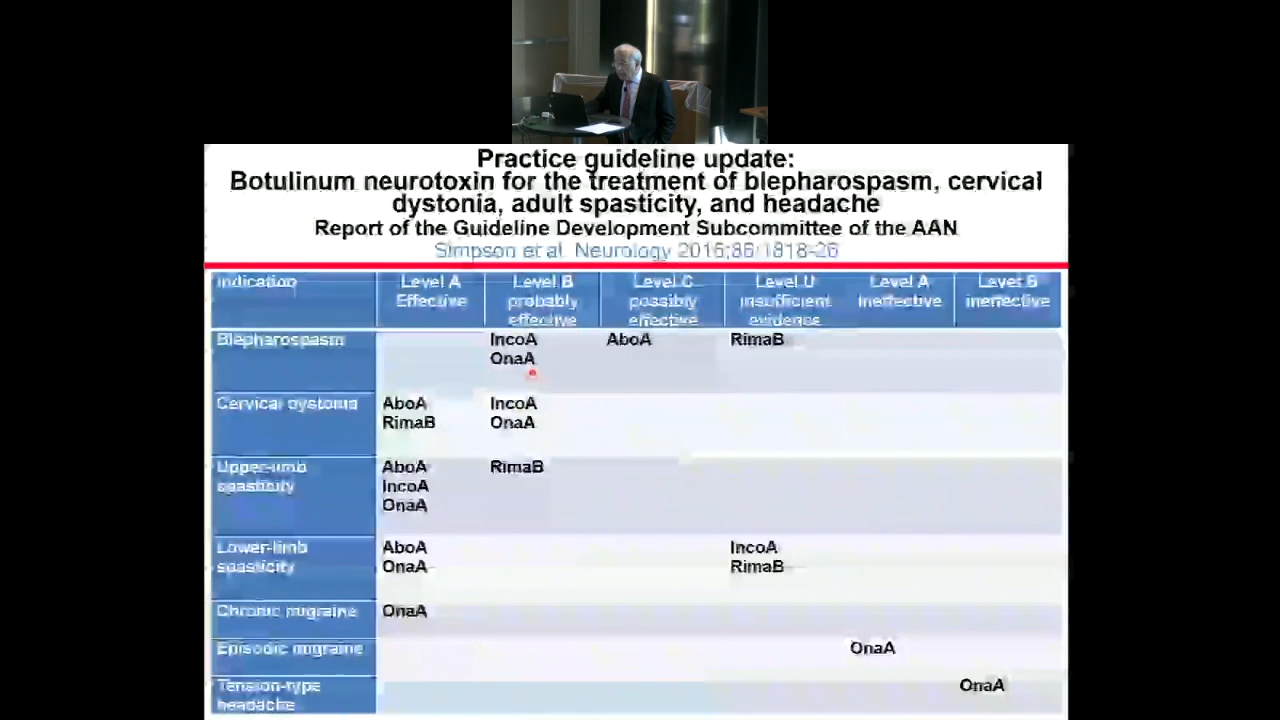 Practice guideline update:
Botulinum neurotoxin for the treatment of blepharospasm, cervical
dystonia, adult spasticity, and headache
Report of the Guideline Development Subcommittee of the AAN
Simpson et al. Neurology 2016;86:1818-26
Indication Level A Level B Level C Level U Level A Level B
Effective probably possibly insufficient ineffective ineffective
effective effective evidence
Blepharospasm IncoA AboA RimaB
OnaA
Cervical dystonia AboA IncoA
RimaB OnaA
Upper-limb AboA RimaB
spasticity IncoA
OnaA
Lower-limb AboA IncoA
spasticity OnaA RimaB
Chronic migraine OnaA
Episodic migraine OnaA
Tension-type OnaA
headache